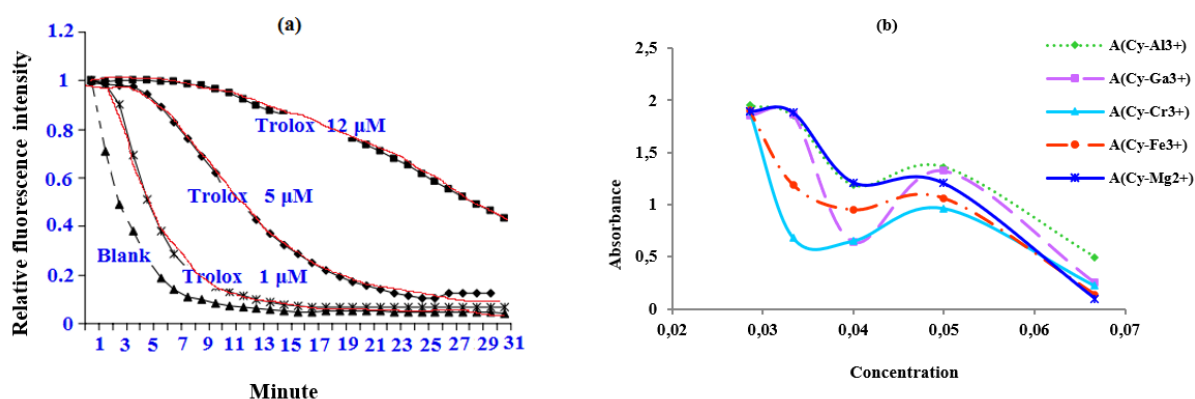 (a)
Relative fluorescence intensity
1.2
1
0.8
0.6
0.4
0.2
0
Trolox 12 µM
Trolox 5 µM
Blank
Trolox 1 µM
1 3 5 7 9 11 13 15 17 19 21 23 25 27 29 31
Minute
(b)
Absorbance
2,5
2
1,5
1
0,5
0
0,02 0,03 0,04 0,05 0,06 0,07
Concentration
A(Cy-Al3+)
A(Cy-Ga3+)
A(Cy-Cr3+)
A(Cy-Fe3+)
A(Cy-Mg2+)